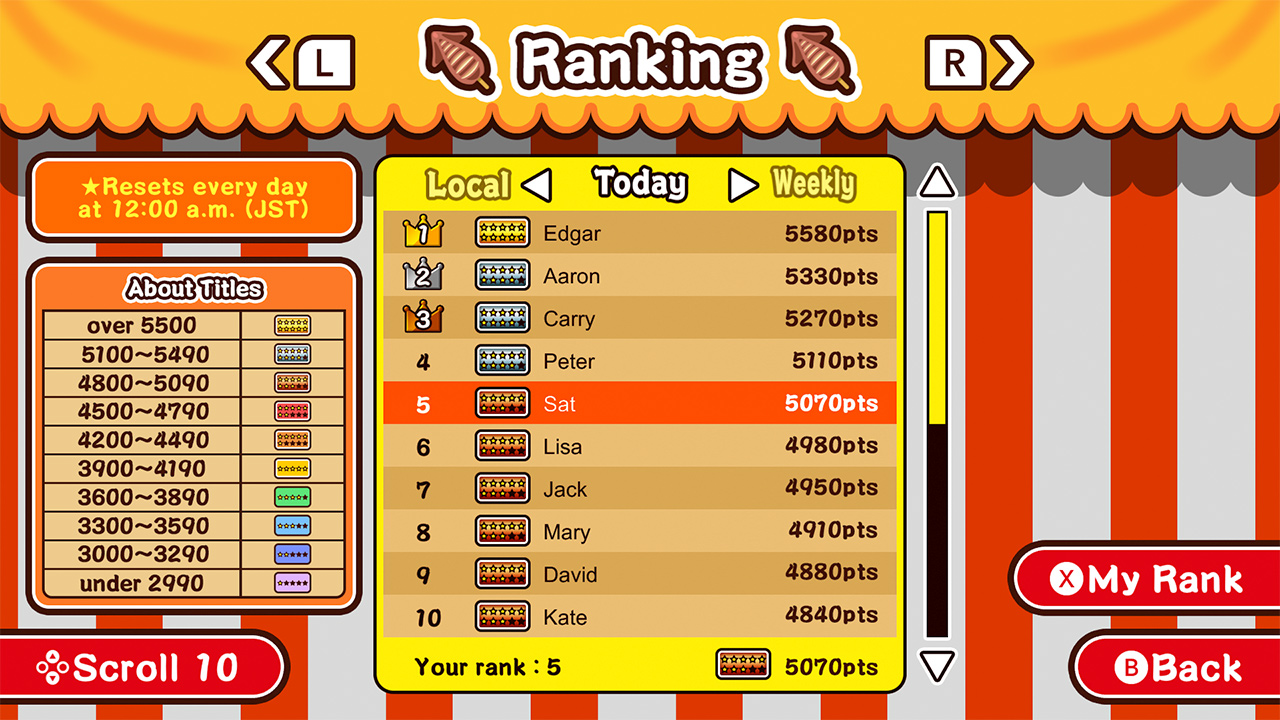 L Ranking R
★Resets every day
at 12:00 a.m. (JST)
About Titles
over 5500
5100~5490
4800~5090
4500~4790
4200~4490
3900~4190
3600~3890
3300~3590
3000~3290
under 2990
Scroll 10
Local Today Weekly
1 Edgar 5580pts
2 Aaron 5330pts
3 Carry 5270pts
4 Peter 5110pts
5 Sat 5070pts
6 Lisa 4980pts
7 Jack 4950pts
8 Mary 4910pts
9 David 4880pts
10 Kate 4840pts
Your rank : 5 5070pts
X My Rank
B Back